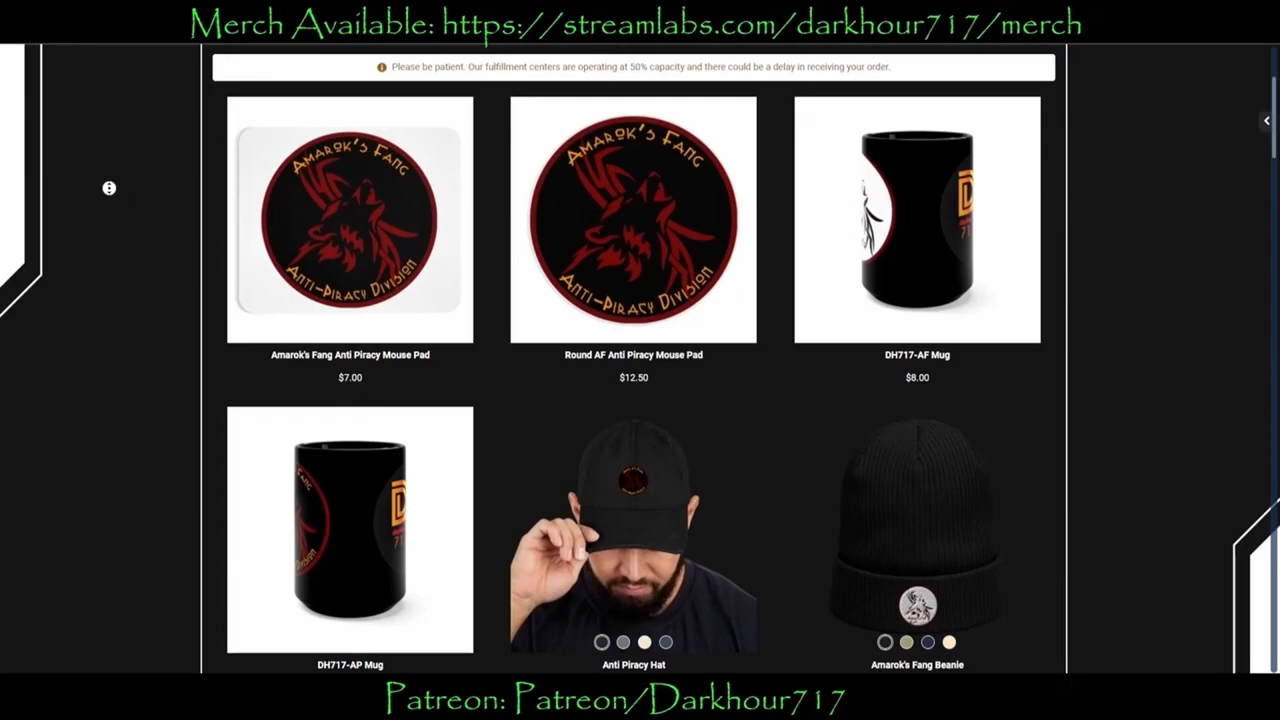 Merch Available: https://streamlabs.com/darkhour717/merch
Please be patient. Our fulfillment centers are operating at 50% capacity and there could be a delay in receiving your order.
Amarok's Fang
Anti-Piracy Division
Amarok's Fang
Anti-Piracy Division
D
71
Amarok's Fang Anti Piracy Mouse Pad
Round AF Anti Piracy Mouse Pad
DH717-AF Mug
$7.00
$12.50
$8.00
Fang
D
71
DH717-AP Mug
Anti Piracy Hat
Amarok's Fang Beanie
Patreon: Patreon/Darkhour717